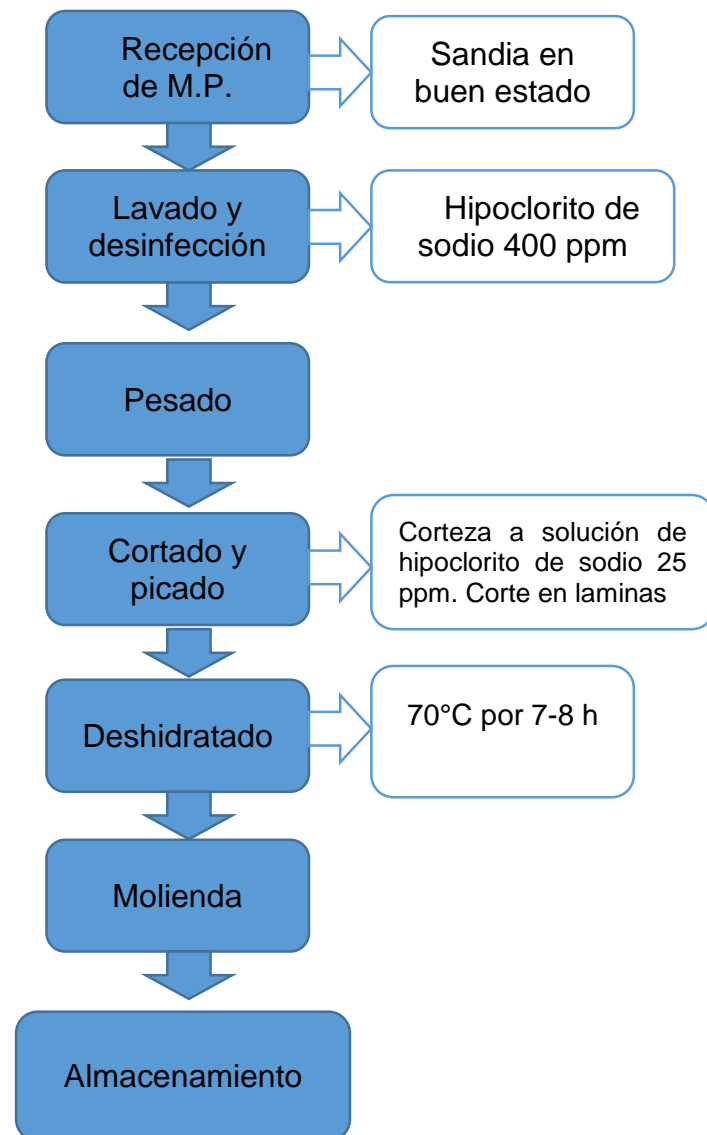 Recepción
de M.P.
Sandia en
buen estado
Lavado y
desinfección
Hipoclorito de
sodio 400 ppm
Pesado
Cortado y
picado
Corteza a solución de
hipoclorito de sodio 25
ppm. Corte en laminas
Deshidratado
70°C por 7-8 h
Molienda
Almacenamiento